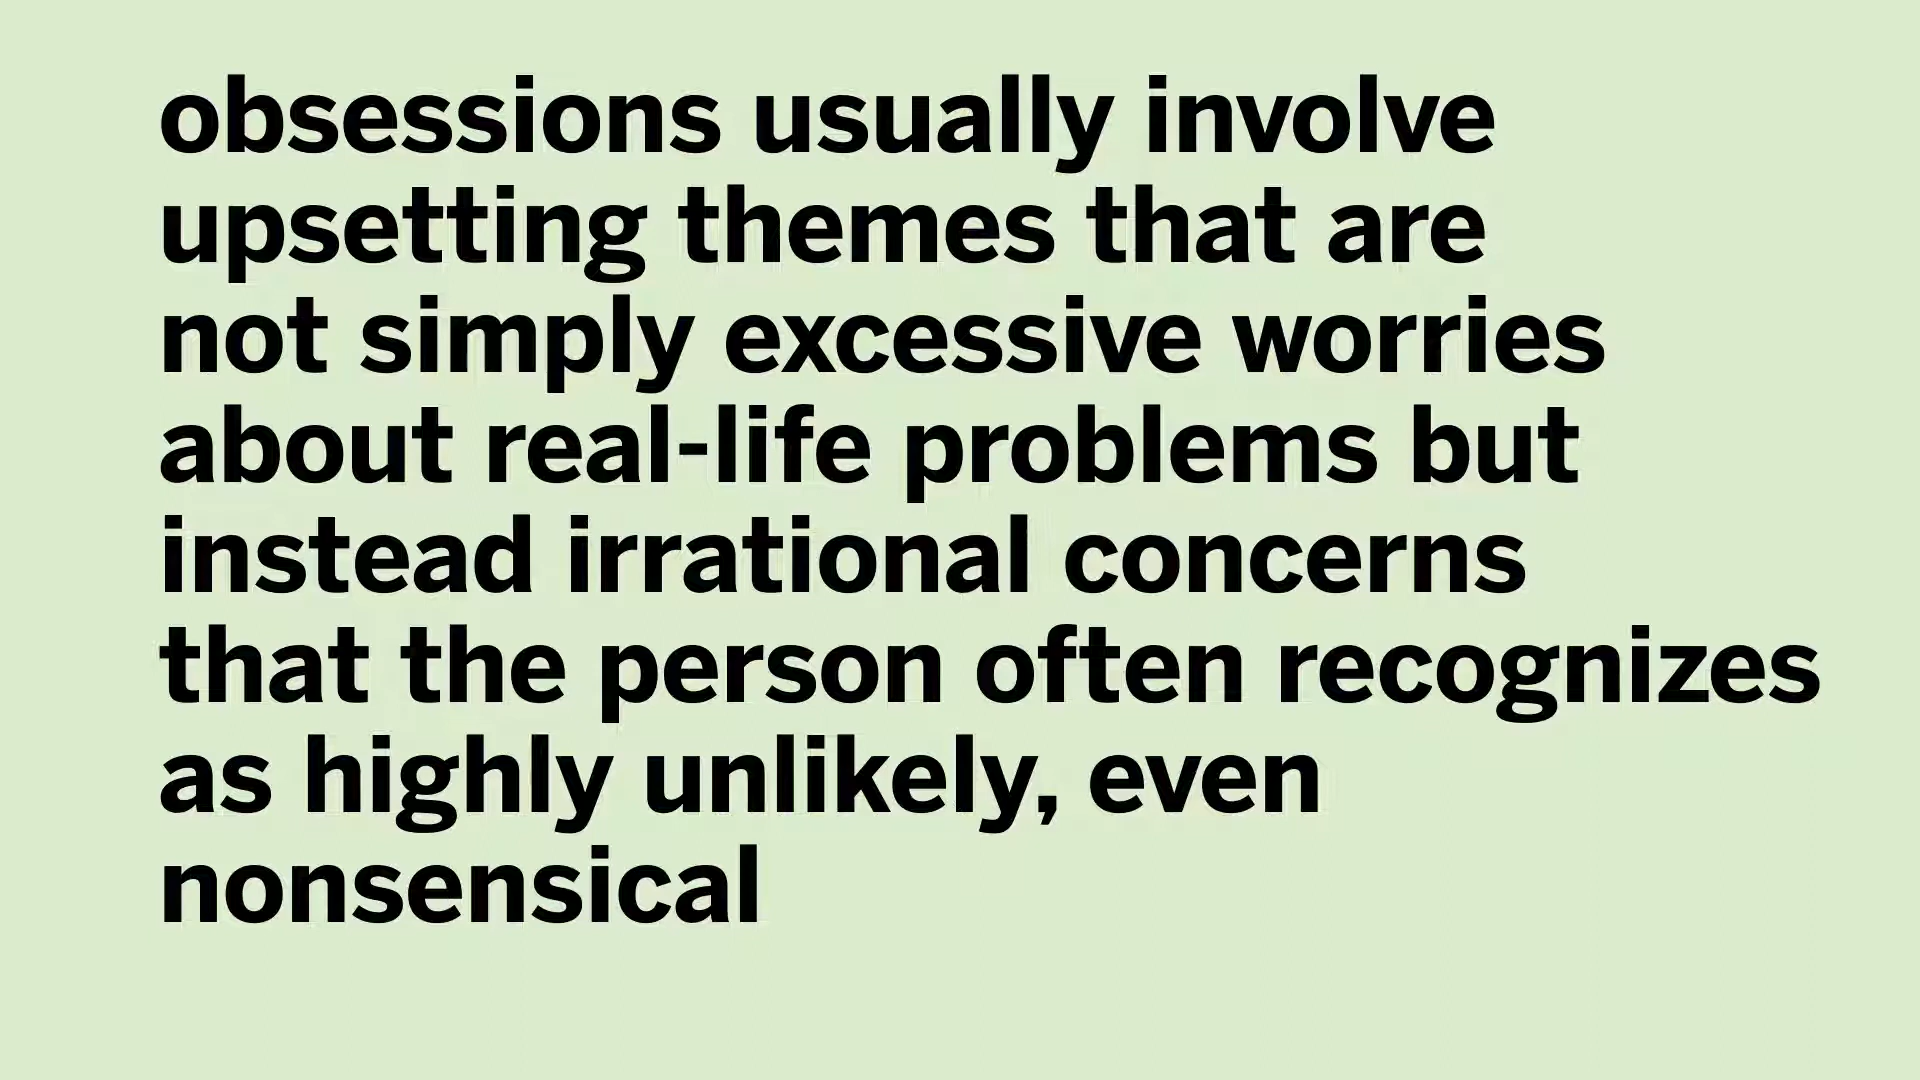 obsessions usually involve
upsetting themes that are
not simply excessive worries
about real-life problems but
instead irrational concerns
that the person often recognizes
as highly unlikely, even
nonsensical